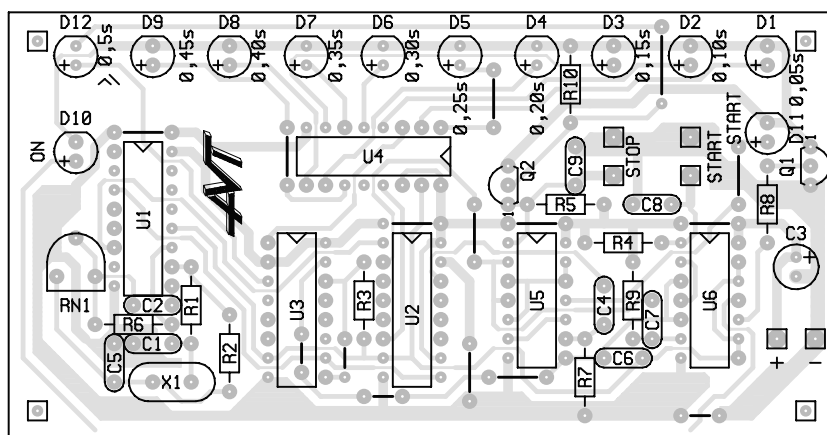 D12 D9 D8 D7 D6 D5 D4 D3 D2 D1
+ ≥ 0,5s + 0,45s + 0,40s + 0,35s + 0,30s + 0,25s + 0,20s + 0,15s + 0,10s + 0,05s
R10
D10
ON
+
D11
START
STOP
START
Q1
U4
C9
Q2
1
1
AVT
U1
R5
C8
R8
R4
C3
+
RN1
C2
R1
U3
R3
U2
U5
C4
R9
C7
U6
R6
C1
C5
R2
X1
C6
R7
+
-